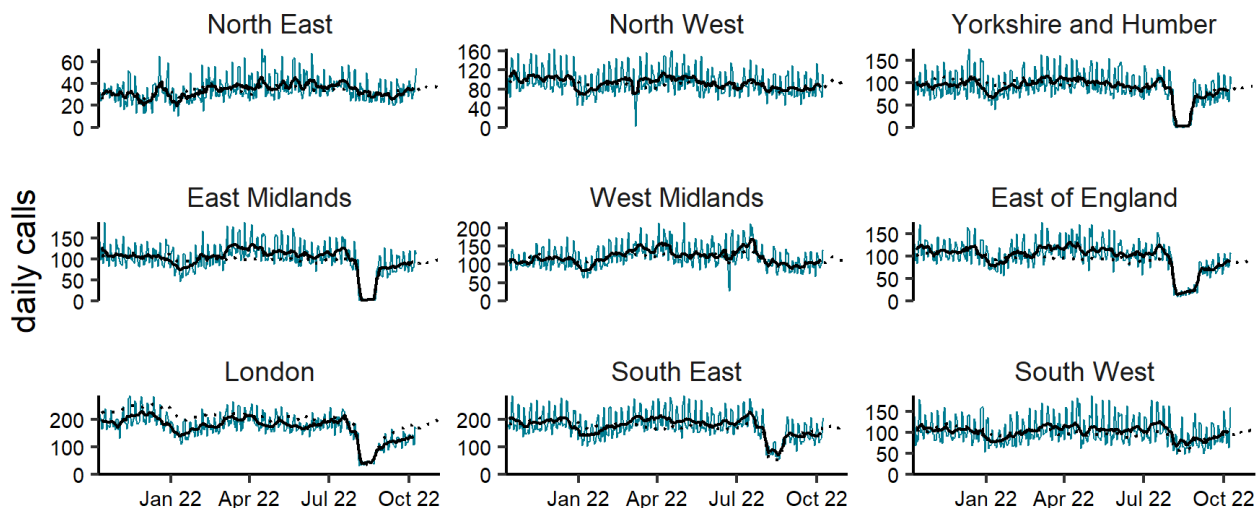 North East
North West
Yorkshire and Humber
60
40
20
0
160
120
80
40
0
150
100
50
0
East Midlands
West Midlands
East of England
daily calls
150
100
50
0
200
150
100
50
0
150
100
50
0
London
South East
South West
200
100
0
200
100
0
150
100
50
0
Jan 22 Apr 22 Jul 22 Oct 22
Jan 22 Apr 22 Jul 22 Oct 22
Jan 22 Apr 22 Jul 22 Oct 22